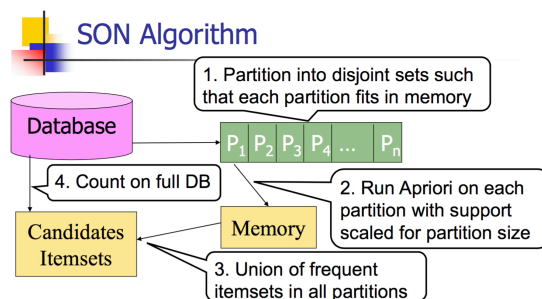 SON Algorithm
1. Partition into disjoint sets such
that each partition fits in memory
Database
P1 P2 P3 P4 ... Pn
4. Count on full DB
2. Run Apriori on each
partition with support
scaled for partition size
Candidates
Itemsets
Memory
3. Union of frequent
itemsets in all partitions